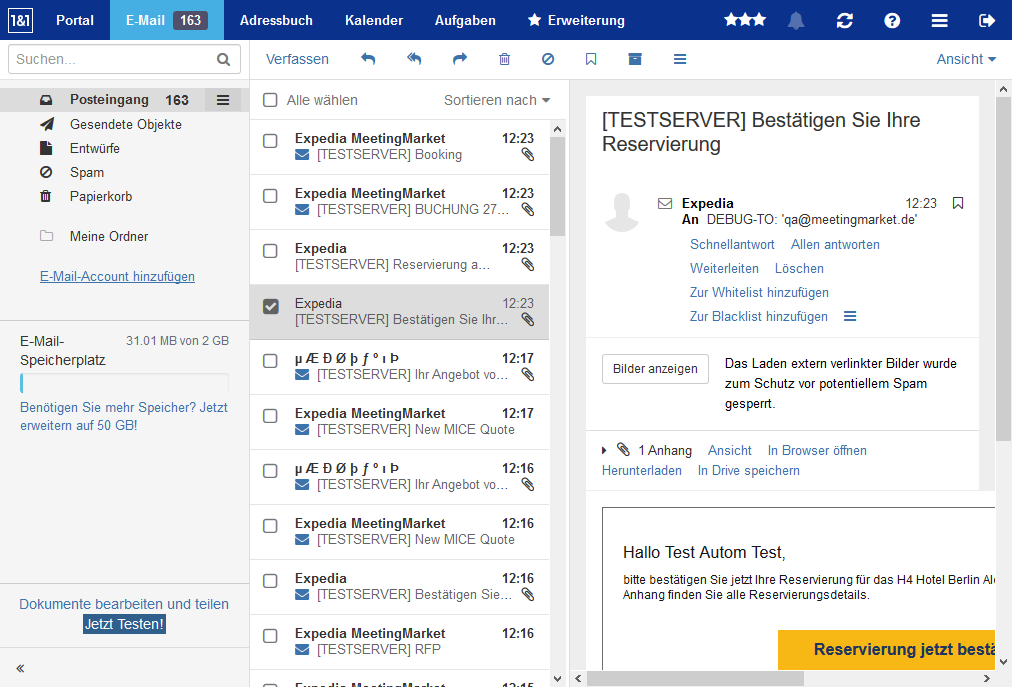 1&1 Portal E-Mail 163 Adressbuch Kalender Aufgaben Erweiterung
Suchen...
Verfassen
Ansicht
Posteingang 163
Gesendete Objekte
Entwürfe
Spam
Papierkorb
Meine Ordner
E-Mail-Account hinzufügen
E-Mail-
Speicherplatz
31.01 MB von 2 GB
Benötigen Sie mehr Speicher? Jetzt
erweitern auf 50 GB!
Dokumente bearbeiten und teilen
Jetzt Testen!
«
Alle wählen Sortieren nach
Expedia MeetingMarket 12:23
[TESTSERVER] Booking
Expedia MeetingMarket 12:23
[TESTSERVER] BUCHUNG 27...
Expedia 12:23
[TESTSERVER] Reservierung a...
Expedia 12:23
[TESTSERVER] Bestätigen Sie Ihr...
µ Æ Ð Ø þ ƒ º ı Þ 12:17
[TESTSERVER] Ihr Angebot vo...
Expedia MeetingMarket 12:17
[TESTSERVER] New MICE Quote
µ Æ Ð Ø þ ƒ º ı Þ 12:16
[TESTSERVER] Ihr Angebot vo...
Expedia MeetingMarket 12:16
[TESTSERVER] New MICE Quote
Expedia 12:16
[TESTSERVER] Bestätigen Sie...
Expedia MeetingMarket 12:16
[TESTSERVER] RFP
Expedia MeetingMarket 12:15
[TESTSERVER] Bestätigen Sie Ihre
Reservierung
Expedia 12:23
An DEBUG-TO: 'qa@meetingmarket.de'
Schnellantwort Allen antworten
Weiterleiten Löschen
Zur Whitelist hinzufügen
Zur Blacklist hinzufügen
Bilder anzeigen
Das Laden extern verlinkter Bilder wurde
zum Schutz vor potentiellem Spam
gesperrt.
1 Anhang Ansicht In Browser öffnen
Herunterladen In Drive speichern
Hallo Test Autom Test,
bitte bestätigen Sie jetzt Ihre Reservierung für das H4 Hotel Berlin Ale
Anhang finden Sie alle Reservierungsdetails.
Reservierung jetzt bestä